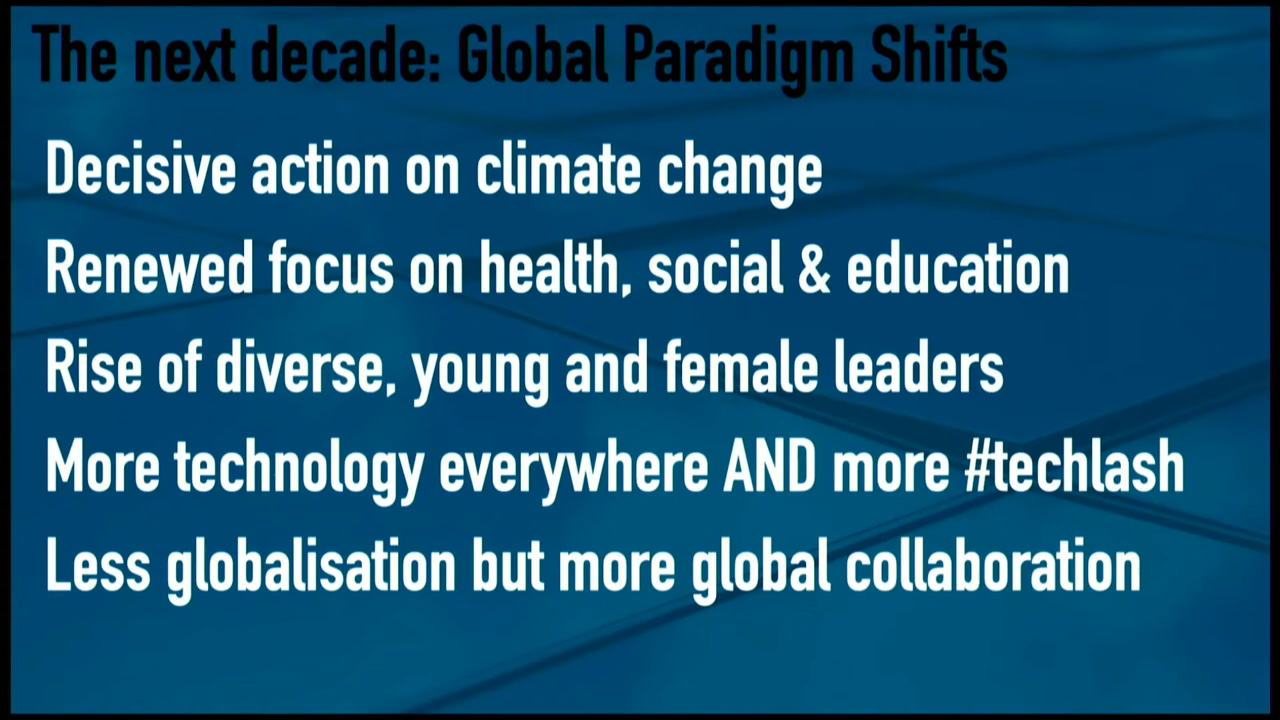 The next decade: Global Paradigm Shifts
Decisive action on climate change
Renewed focus on health, social & education
Rise of diverse, young and female leaders
More technology everywhere AND more #techlash
Less globalisation but more global collaboration